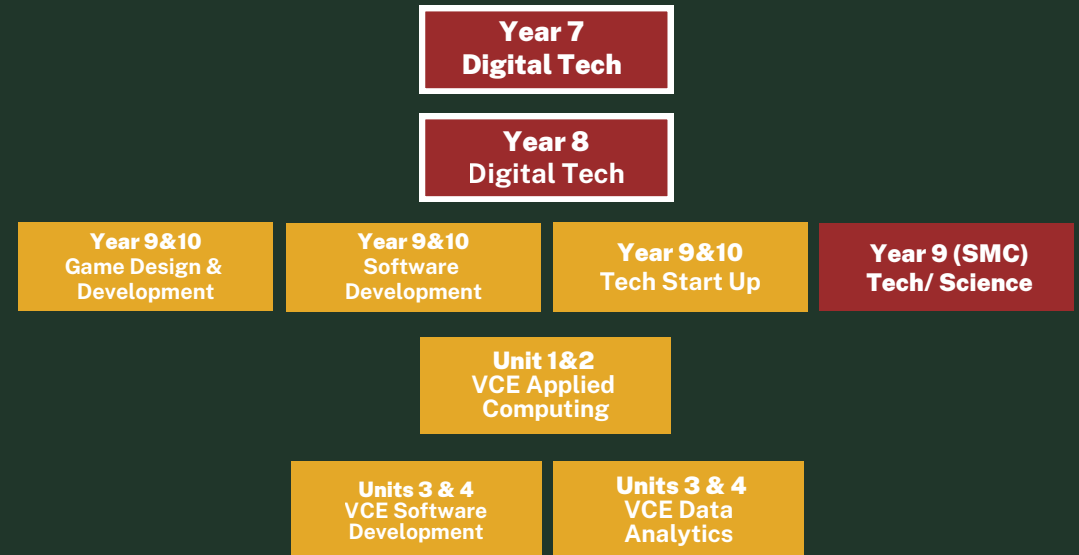 Year 7
Digital Tech
Year 8
Digital Tech
Year 9&10
Game Design &
Development
Year 9&10
Software
Development
Year 9&10
Tech Start Up
Year 9 (SMC)
Tech/ Science
Unit 1&2
VCE Applied
Computing
Units 3 & 4
VCE Software
Development
Units 3 & 4
VCE Data
Analytics